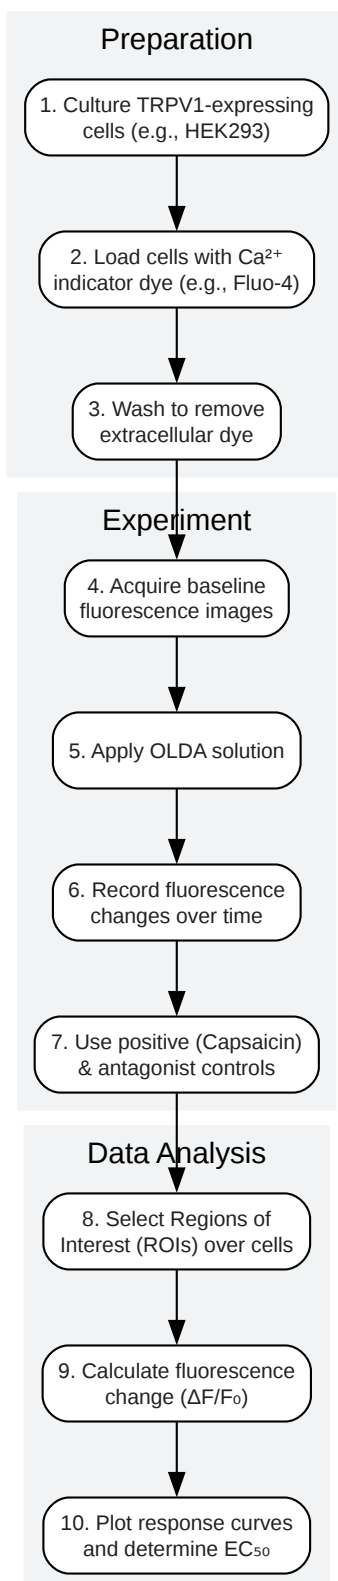 Preparation
1. Culture TRPV1-expressing
cells (e.g., HEK293)
2. Load cells with Ca²⁺
indicator dye (e.g., Fluo-4)
3. Wash to remove
extracellular dye
Experiment
4. Acquire baseline
fluorescence images
5. Apply OLDA solution
6. Record fluorescence
changes over time
7. Use positive (Capsaicin)
& antagonist controls
Data Analysis
8. Select Regions of
Interest (ROIs) over cells
9. Calculate fluorescence
change (ΔF/F₀)
10. Plot response curves
and determine EC₅₀